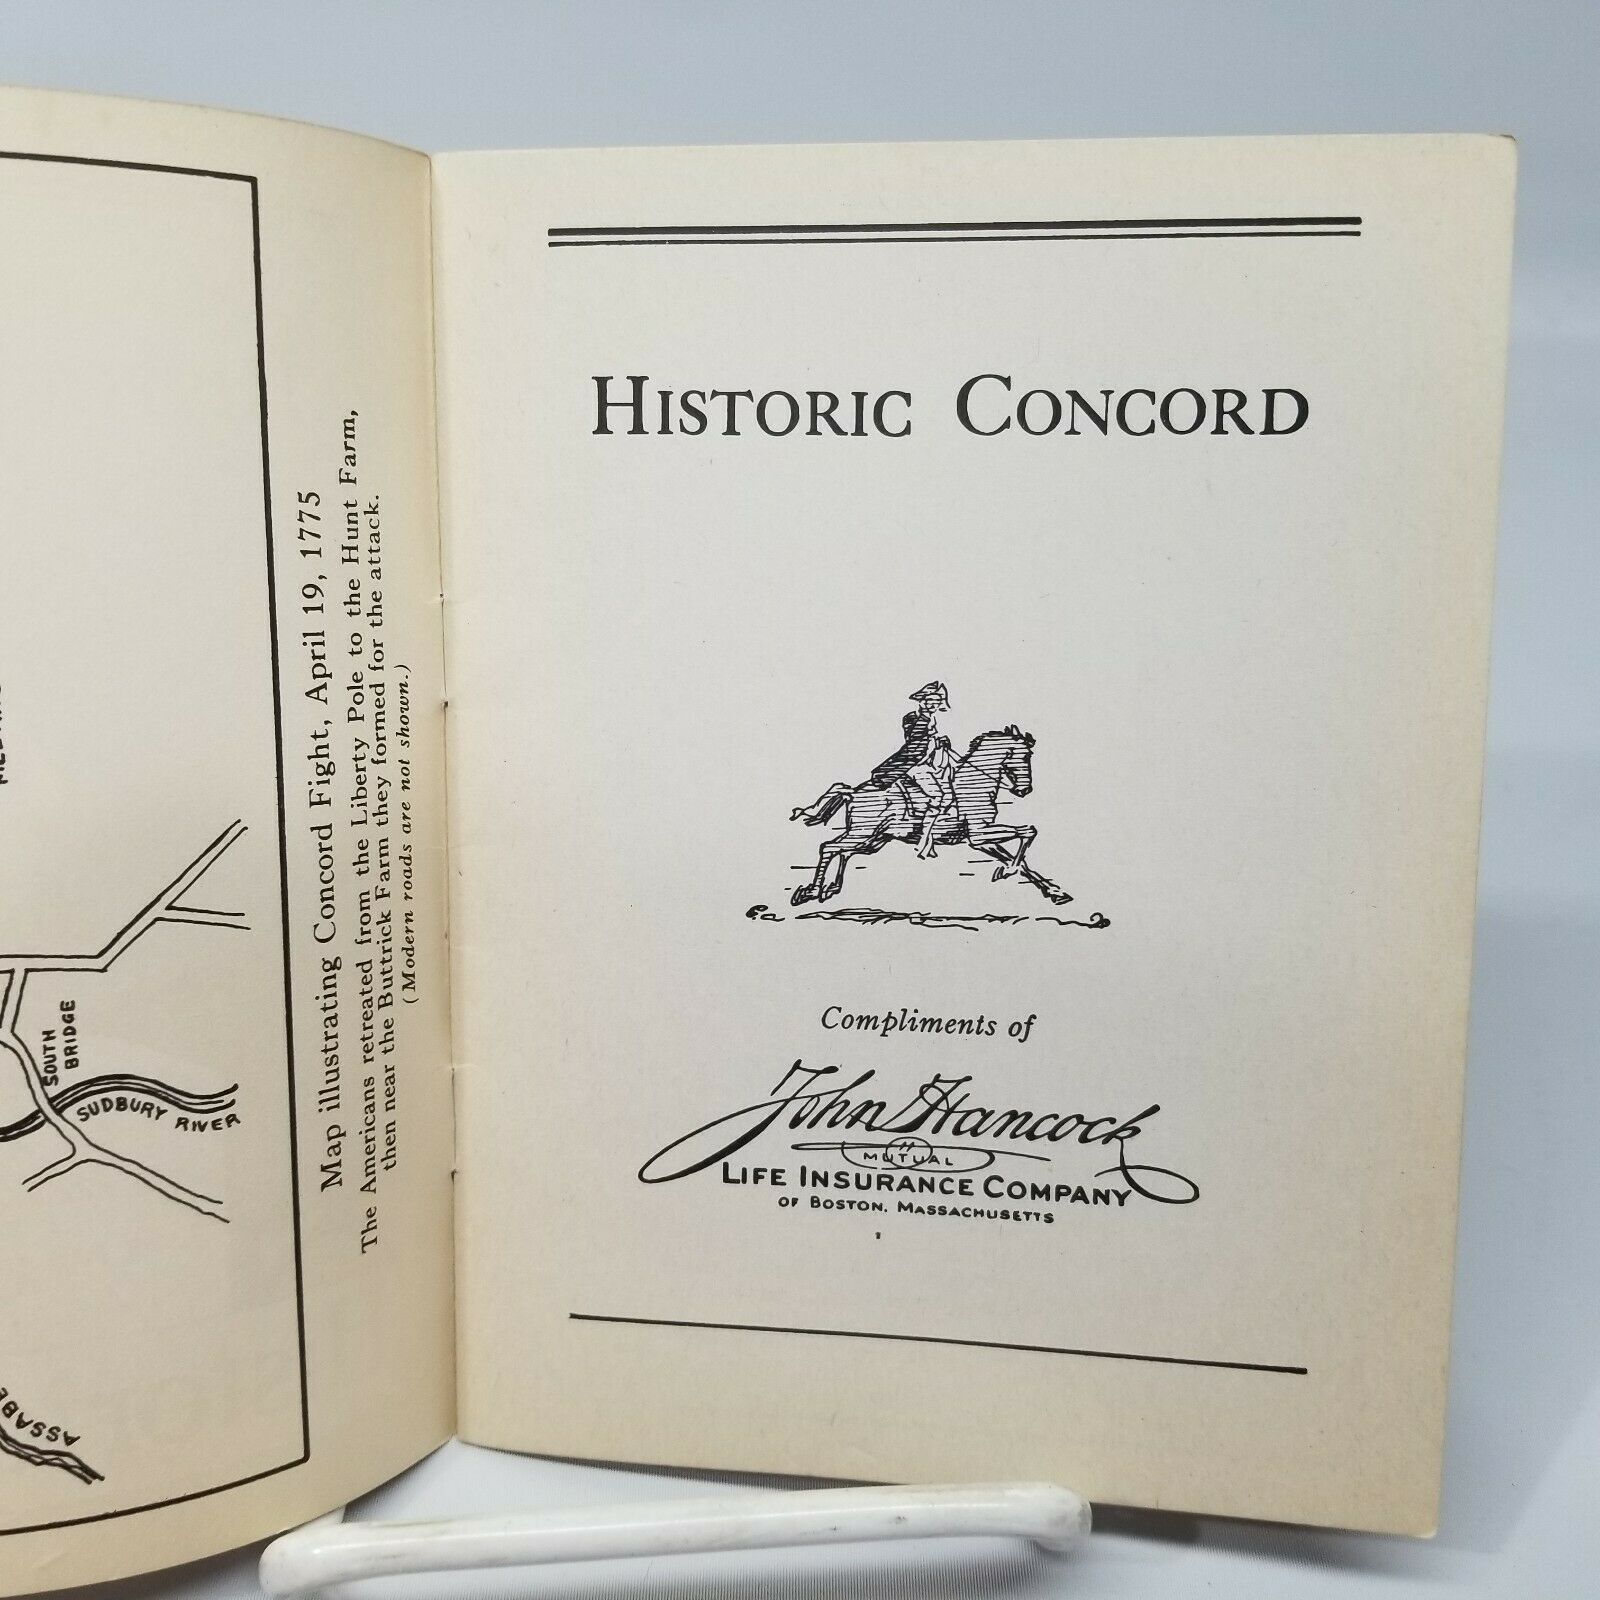 SOUTH
BRIDGE
SUDBURY RIVER
Map illustrating Concord Fight, April 19, 1775
The Americans retreated from the Liberty Pole to the Hunt Farm,
then near the Buttrick Farm they formed for the attack.
(Modern roads are not shown.)
HISTORIC CONCORD
Compliments of
John Hancock
MUTUAL
LIFE INSURANCE COMPANY
OF BOSTON, MASSACHUSETTS